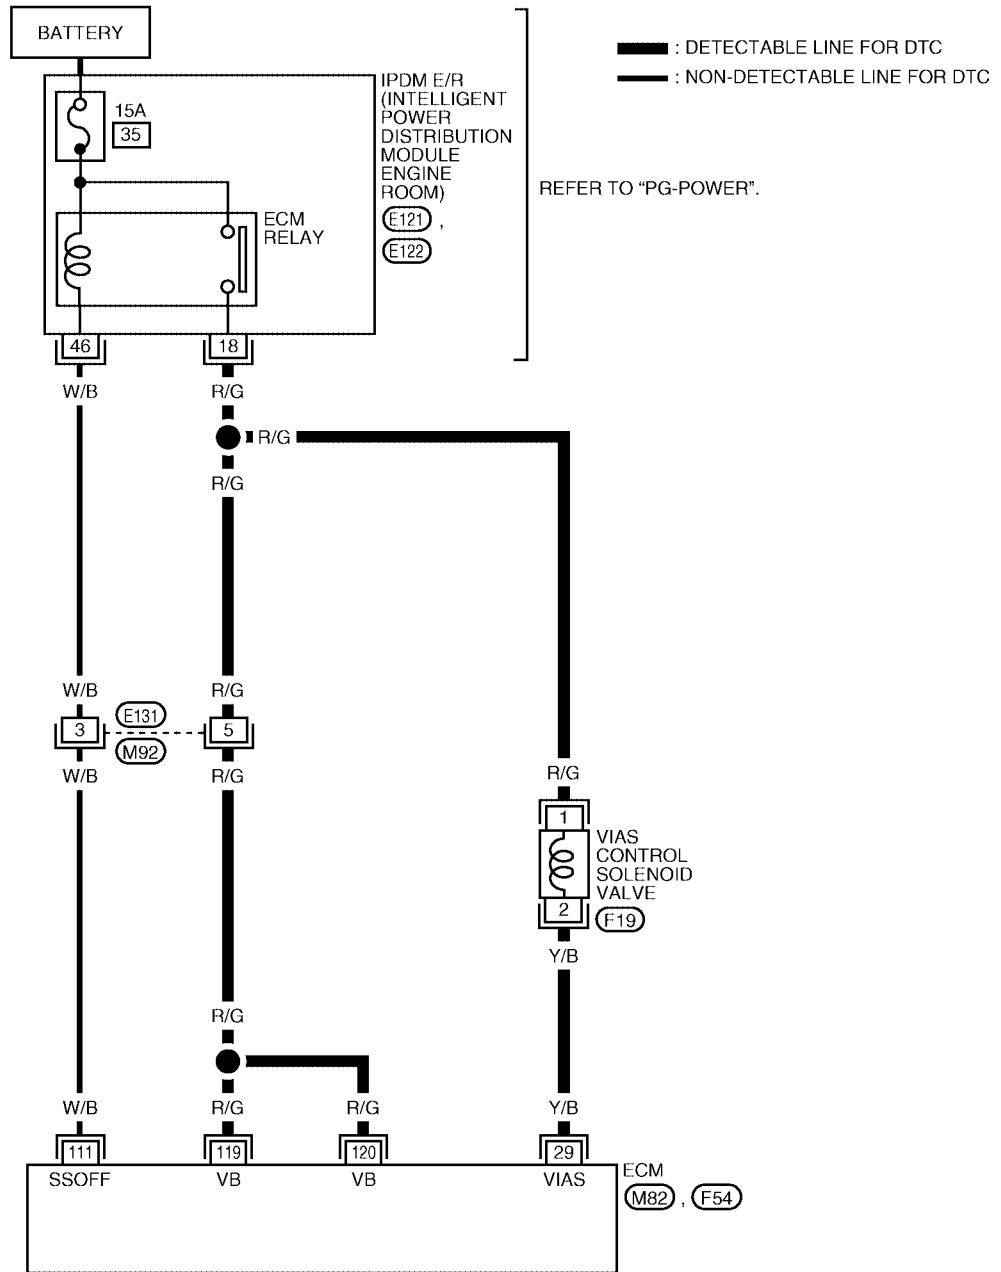 BATTERY
: DETECTABLE LINE FOR DTC
: NON-DETECTABLE LINE FOR DTC
IPDM E/R
(INTELLIGENT
POWER
DISTRIBUTION
MODULE
ENGINE
ROOM)
E121 ,
E122
15A
35
REFER TO “PG-POWER”.
ECM
RELAY
46
18
W/B
R/G
R/G
R/G
W/B
R/G
3
E131
M92
5
W/B
R/G
R/G
1
VIAS
CONTROL
SOLENOID
VALVE
2
F19
Y/B
R/G
W/B
R/G
R/G
Y/B
111
119
120
29
SSOFF
VB
VB
VIAS
ECM
M82 , F54